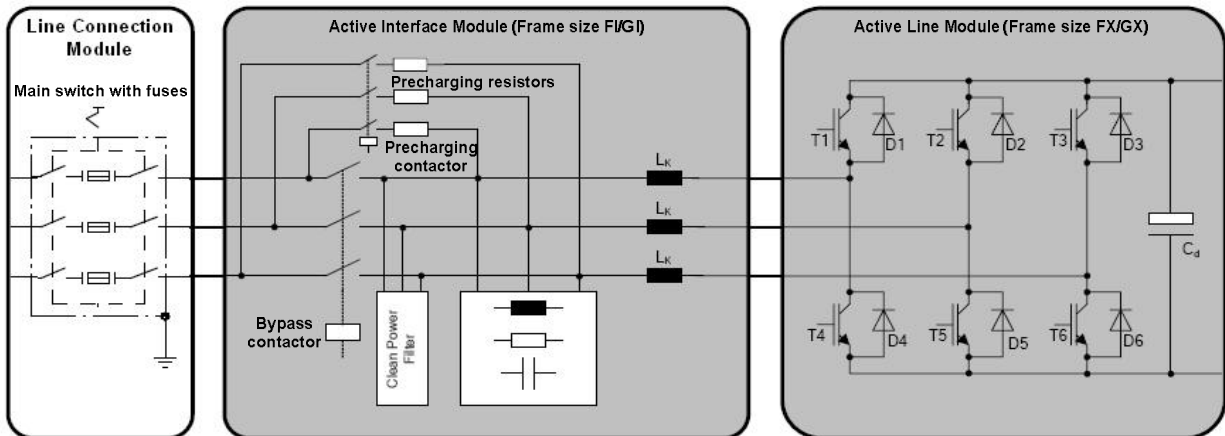 Line Connection
Module
Main switch with fuses
Active Interface Module (Frame size FI/GI)
Precharging resistors
Precharging
contactor
Bypass
contactor
Clean Power
Filter
LK
LK
LK
Active Line Module (Frame size FX/GX)
T1
D1
T2
D2
T3
D3
Cd
T4
D4
T5
D5
T6
D6